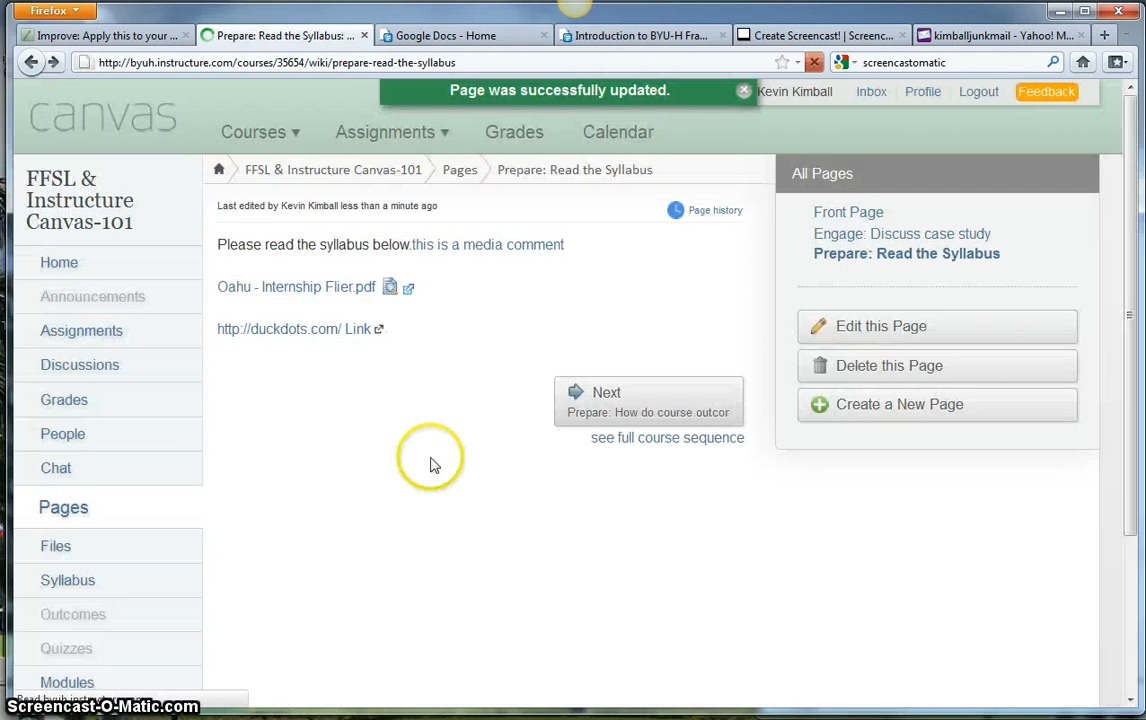 Firefox
Improve: Apply this to your ...
Prepare: Read the Syllabus: ...
Google Docs - Home
Introduction to BYU-H Fra...
Create Screencast! | Screenc...
kimballjunkmail - Yahoo! M...
http://byuh.instructure.com/courses/35654/wiki/prepare-read-the-syllabus
screencastomatic
Page was successfully updated.
Kevin Kimball
Inbox
Profile
Logout
Feedback
canvas
Courses
Assignments
Grades
Calendar
FFSL &
Instructure
Canvas-101
FFSL & Instructure Canvas-101
Pages
Prepare: Read the Syllabus
Last edited by Kevin Kimball less than a minute ago
Page history
Please read the syllabus below.this is a media comment
Oahu - Internship Flier.pdf
http://duckdots.com/ Link
Next
Prepare: How do course outcor
see full course sequence
All Pages
Front Page
Engage: Discuss case study
Prepare: Read the Syllabus
Edit this Page
Delete this Page
Create a New Page
Home
Announcements
Assignments
Discussions
Grades
People
Chat
Pages
Files
Syllabus
Outcomes
Quizzes
Modules
Screencast-O-Matic.com